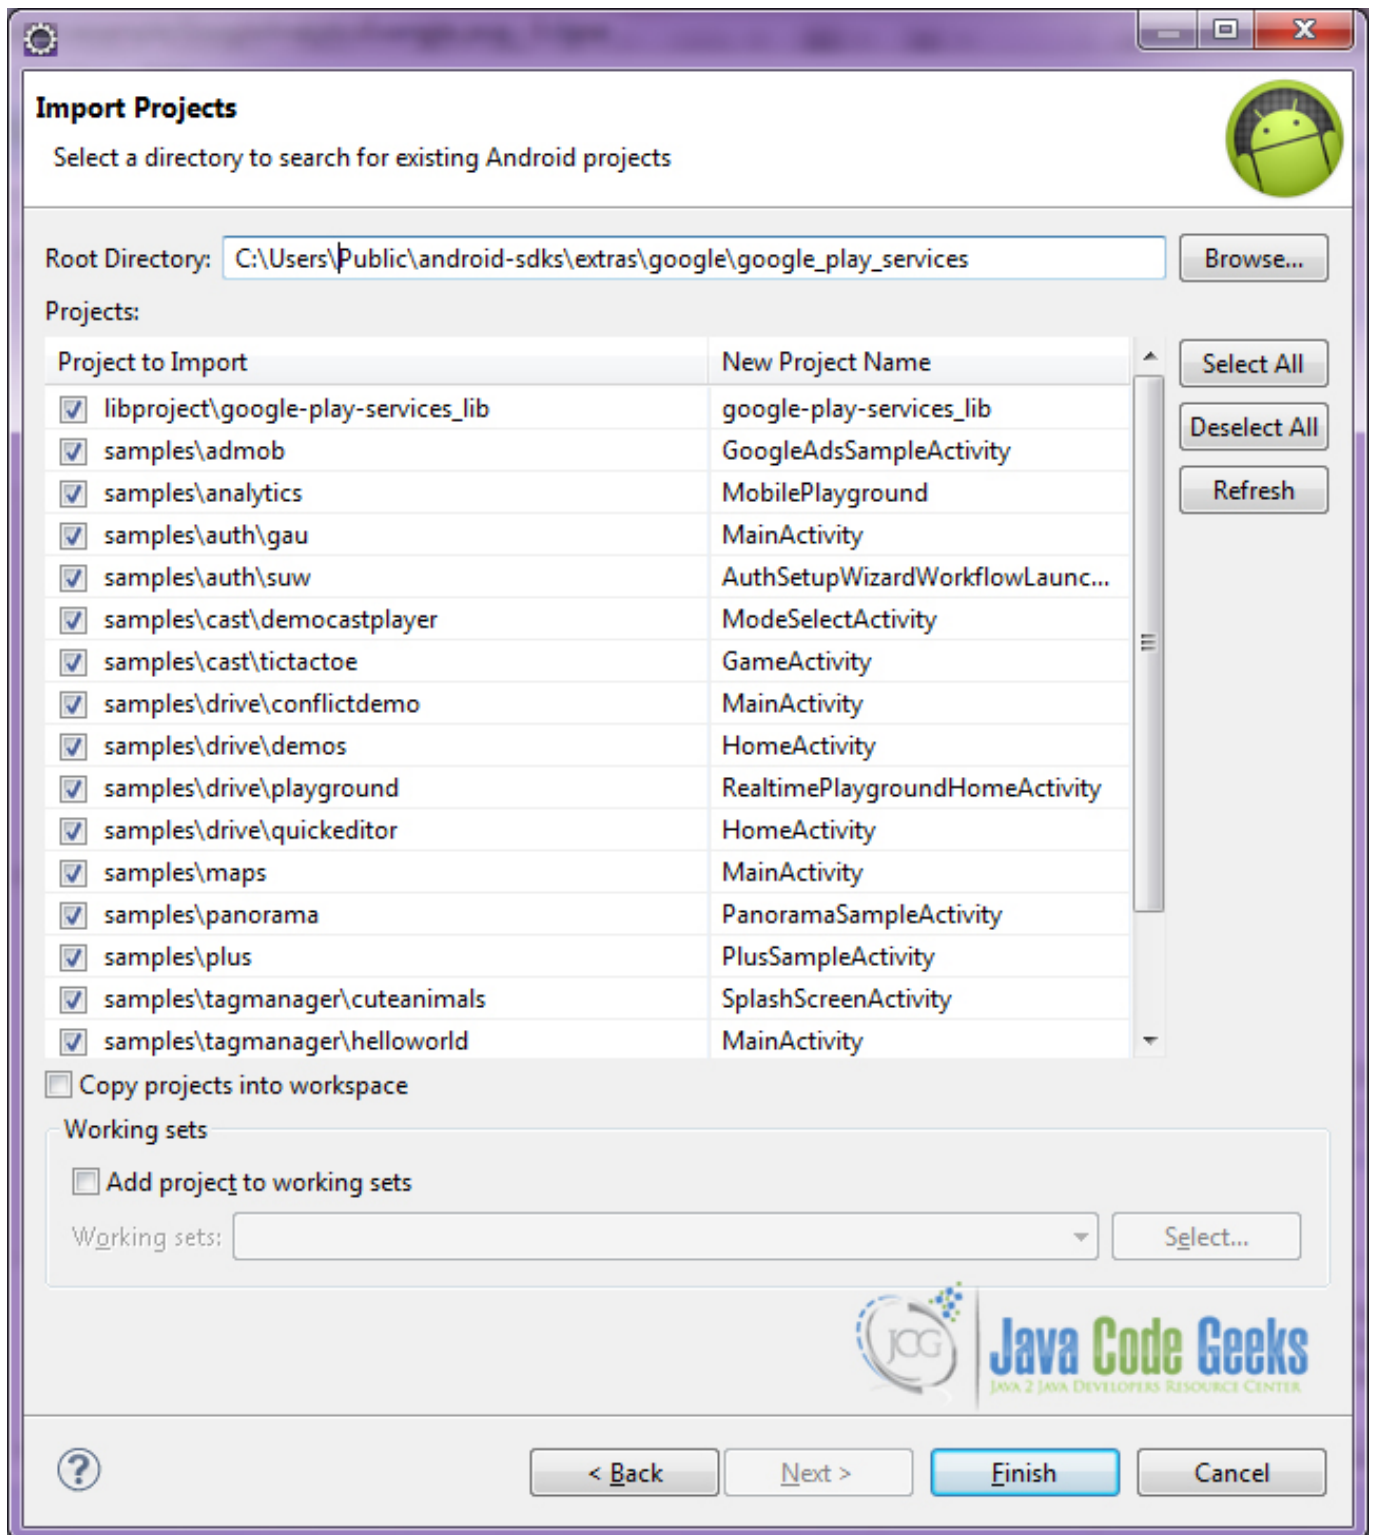 Import Projects
Select a directory to search for existing Android projects
Root Directory: C:\Users\Public\android-sdks\extras\google\google_play_services Browse...
Projects:
Project to Import New Project Name Select All
libproject\google-play-services_lib google-play-services_lib
Deselect All
samples\admob GoogleAdsSampleActivity
samples\analytics MobilePlayground Refresh
samples\auth\gau MainActivity
samples\auth\suw AuthSetupWizardWorkflowLaunc...
samples\cast\democastplayer ModeSelectActivity
samples\cast\tictactoe GameActivity
samples\drive\conflictdemo MainActivity
samples\drive\demos HomeActivity
samples\drive\playground RealtimePlaygroundHomeActivity
samples\drive\quickeditor HomeActivity
samples\maps MainActivity
samples\panorama PanoramaSampleActivity
samples\plus PlusSampleActivity
samples\tagmanager\cuteanimals SplashScreenActivity
samples\tagmanager\helloworld MainActivity
Copy projects into workspace
Working sets
Add project to working sets
Working sets: Select...
JCG Java Code Geeks
JAVA 2 JAVA DEVELOPERS RESOURCE CENTER
? < Back Next > Finish Cancel